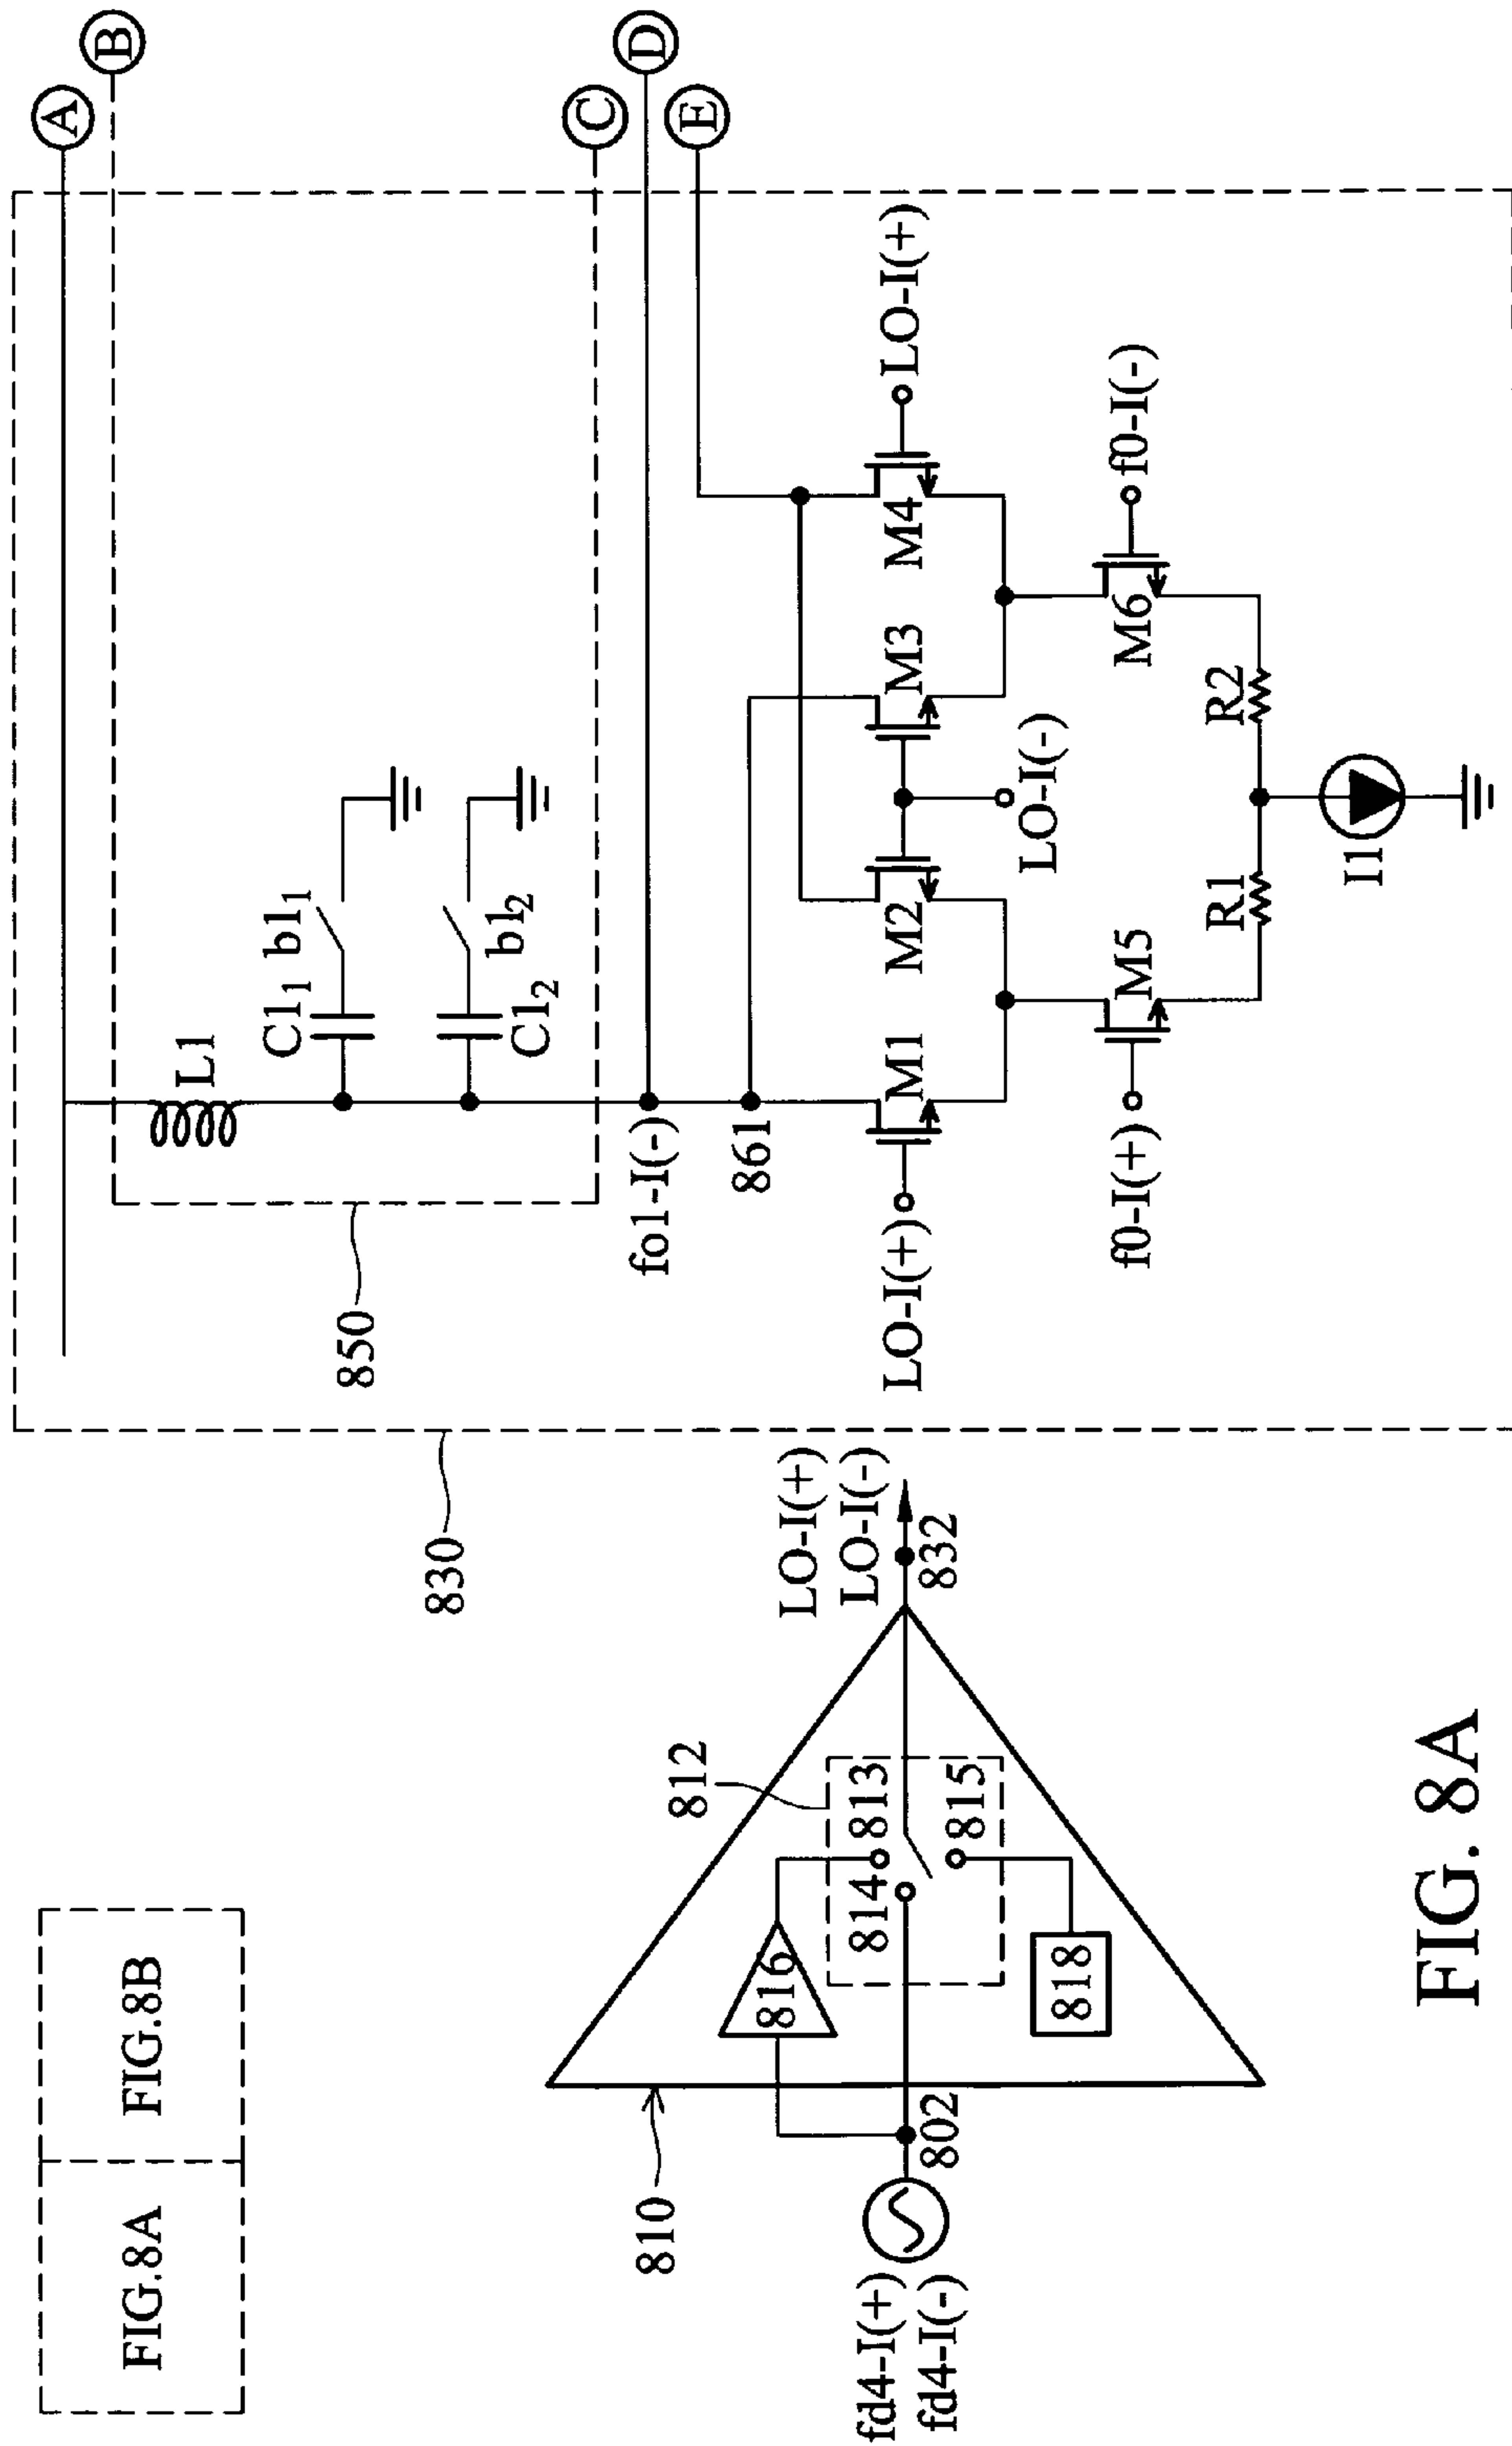 FIG.8A
FIG.8B
A
B
C
D
E
830
850
L1
C1₁ b1₁
C1₂ b1₂
fo1-I(-)
861
LO-I(+)
M1
M2
M3
M4
LO-I(+)
LO-I(-)
f0-I(+)
M5
M6
f0-I(-)
R1
R2
I1
810
812
816
814
813
815
818
802
fd4-I(+)
fd4-I(-)
LO-I(+)
LO-I(-)
832
FIG. 8A